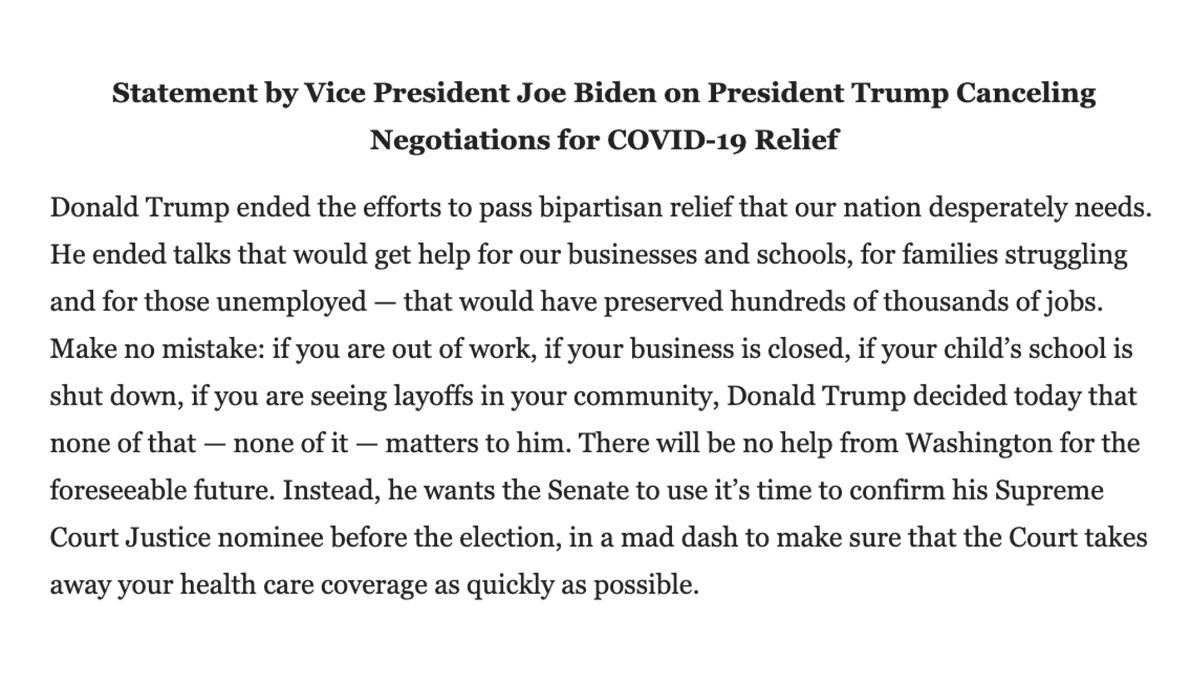 Statement by Vice President Joe Biden on President Trump Canceling
Negotiations for COVID-19 Relief
Donald Trump ended the efforts to pass bipartisan relief that our nation desperately needs.
He ended talks that would get help for our businesses and schools, for families struggling
and for those unemployed — that would have preserved hundreds of thousands of jobs.
Make no mistake: if you are out of work, if your business is closed, if your child’s school is
shut down, if you are seeing layoffs in your community, Donald Trump decided today that
none of that — none of it — matters to him. There will be no help from Washington for the
foreseeable future. Instead, he wants the Senate to use it’s time to confirm his Supreme
Court Justice nominee before the election, in a mad dash to make sure that the Court takes
away your health care coverage as quickly as possible.